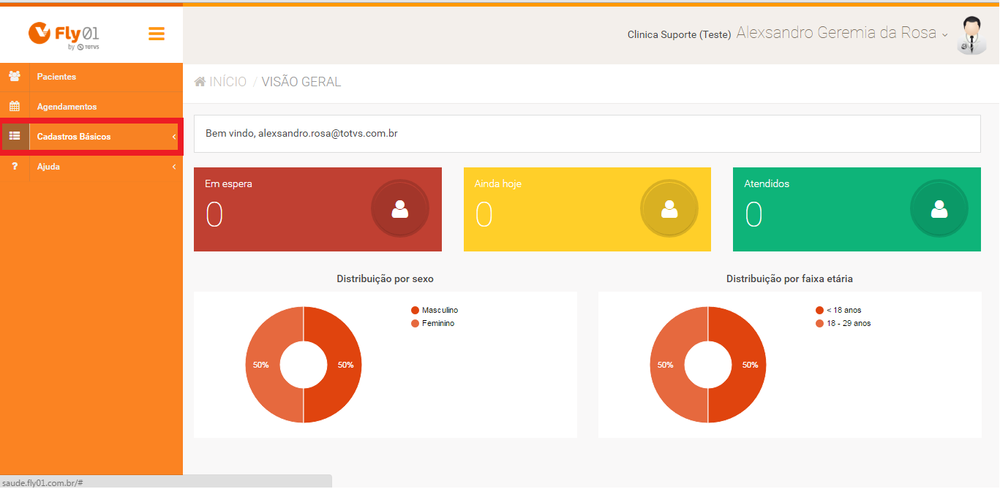 Fly01
by TOTVS
Clinica Suporte (Teste) Alexsandro Geremia da Rosa
Pacientes
Agendamentos
Cadastros Básicos
? Ajuda
INÍCIO / VISÃO GERAL
Bem vindo, alexsandro.rosa@totvs.com.br
Em espera
0
Ainda hoje
0
Atendidos
0
Distribuição por sexo
50%
50%
Masculino
Feminino
Distribuição por faixa etária
50%
50%
< 18 anos
18 - 29 anos
saude.fly01.com.br/#